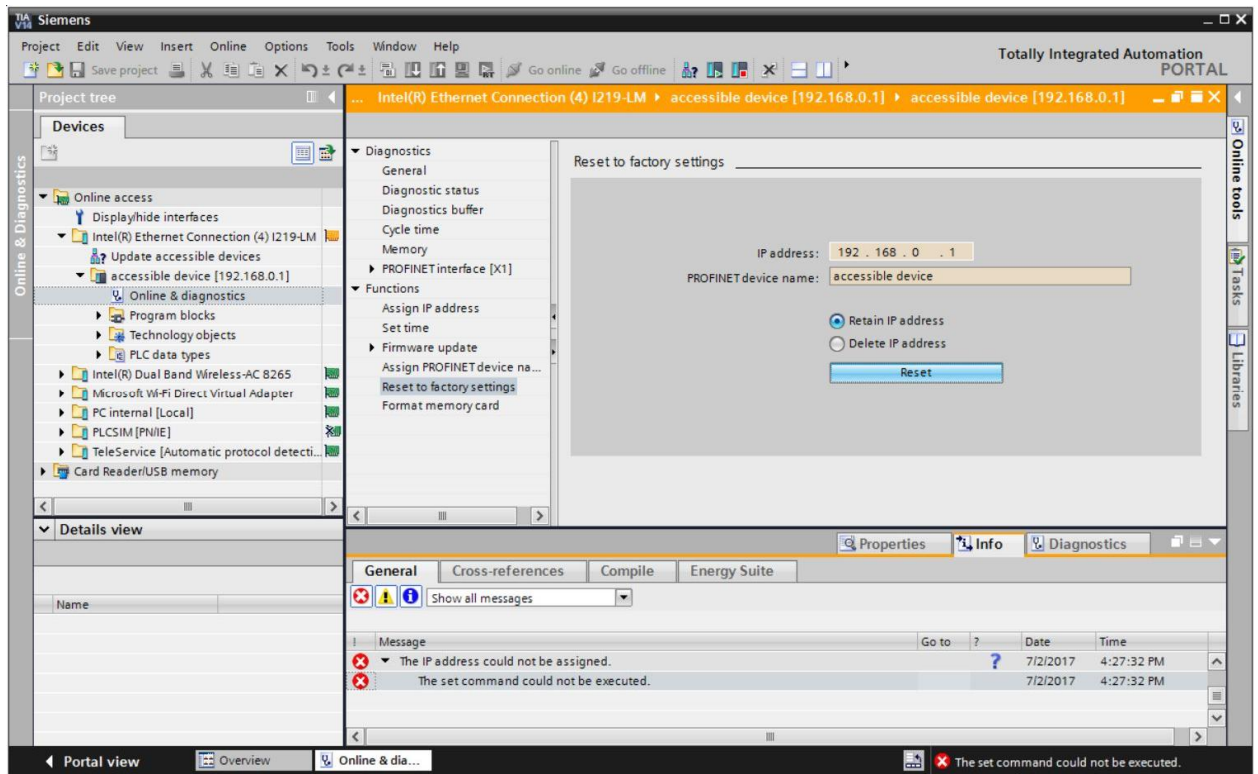 TIA V14 Siemens
Project Edit View Insert Online Options Tools Window Help
Totally Integrated Automation
PORTAL
Save project Go online Go offline
Project tree
... Intel(R) Ethernet Connection (4) I219-LM accessible device [192.168.0.1] accessible device [192.168.0.1]
Devices
Online access
Display/hide interfaces
Intel(R) Ethernet Connection (4) I219-LM
Update accessible devices
accessible device [192.168.0.1]
Online & diagnostics
Program blocks
Technology objects
PLC data types
Intel(R) Dual Band Wireless-AC 8265
Microsoft Wi-Fi Direct Virtual Adapter
PC internal [Local]
PLCSIM [PN/IE]
TeleService [Automatic protocol detecti...
Card Reader/USB memory
Details view
Name
Diagnostics
General
Diagnostic status
Diagnostics buffer
Cycle time
Memory
PROFINET interface [X1]
Functions
Assign IP address
Set time
Firmware update
Assign PROFINET device na...
Reset to factory settings
Format memory card
Reset to factory settings
IP address: 192 . 168 . 0 . 1
PROFINET device name: accessible device
Retain IP address
Delete IP address
Reset
Properties Info Diagnostics
General Cross-references Compile Energy Suite
Show all messages
! Message Go to ? Date Time
The IP address could not be assigned. ? 7/2/2017 4:27:32 PM
The set command could not be executed. 7/2/2017 4:27:32 PM
Online & Diagnostics
Online tools
Tasks
Libraries
Portal view Overview Online & dia... The set command could not be executed.